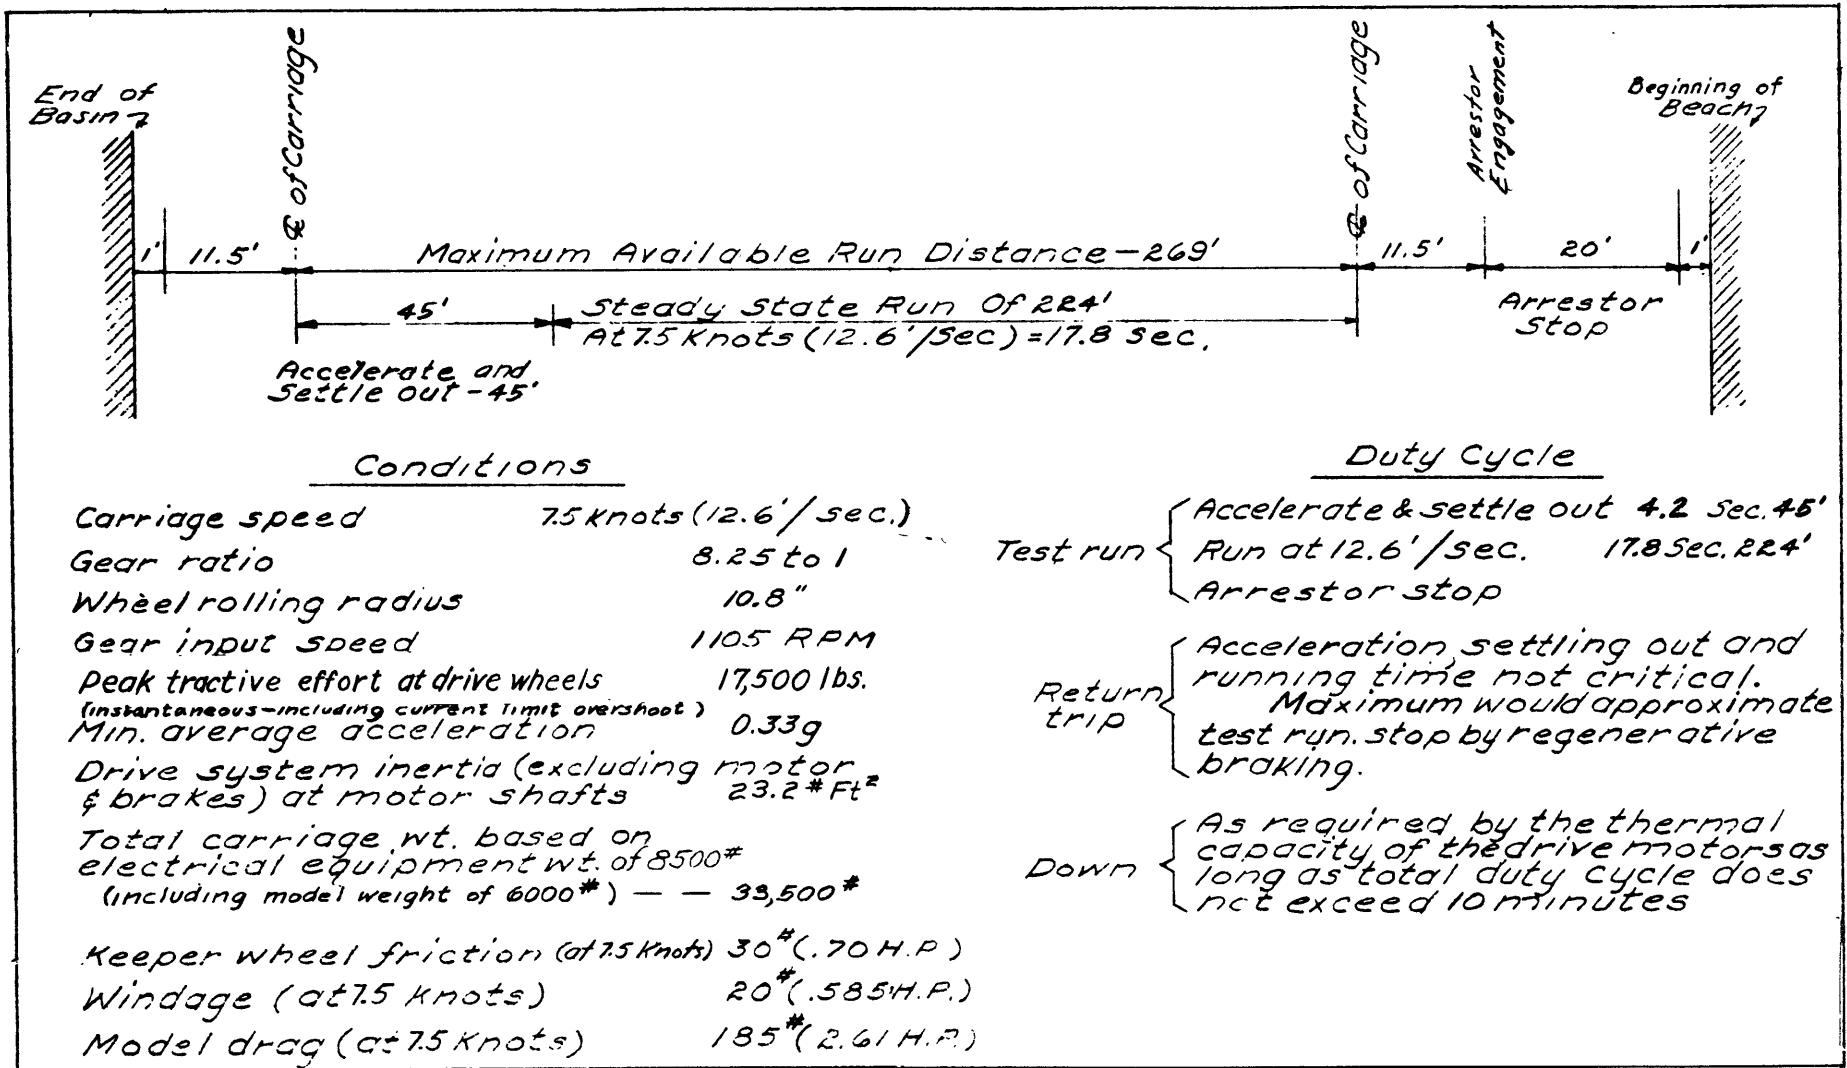 End of
Basin
℄ of Carriage
℄ of Carriage
Arrestor
Engagement
Beginning of
Beach
1'
11.5'
Maximum Available Run Distance-269'
11.5'
20'
1'
45'
Steady State Run Of 224'
At 7.5 Knots (12.6'/Sec) = 17.8 Sec.
Arrestor
Stop
Accelerate and
Settle out - 45'
Conditions
Carriage speed 7.5 Knots (12.6'/sec.)
Gear ratio 8.25 to 1
Wheel rolling radius 10.8"
Gear input speed 1105 RPM
Peak tractive effort at drive wheels 17,500 lbs.
(instantaneous-including current limit overshoot)
Min. average acceleration 0.33g
Drive system inertia (excluding motor
& brakes) at motor shafts 23.2 # Ft²
Total carriage wt. based on
electrical equipment wt. of 8500#
(including model weight of 6000#) — — 33,500#
Keeper wheel friction (at 7.5 Knots) 30# (.70 H.P)
Windage (at 7.5 Knots) 20# (.585 H.P.)
Model drag (at 7.5 Knots) 185# (2.61 H.P.)
Duty Cycle
Test run
Accelerate & settle out 4.2 Sec. 45'
Run at 12.6'/sec. 17.8 Sec. 224'
Arrestor stop
Return
trip
Acceleration, settling out and
running time not critical.
Maximum would approximate
test run. stop by regenerative
braking.
Down
As required by the thermal
capacity of the drive motors as
long as total duty cycle does
not exceed 10 minutes